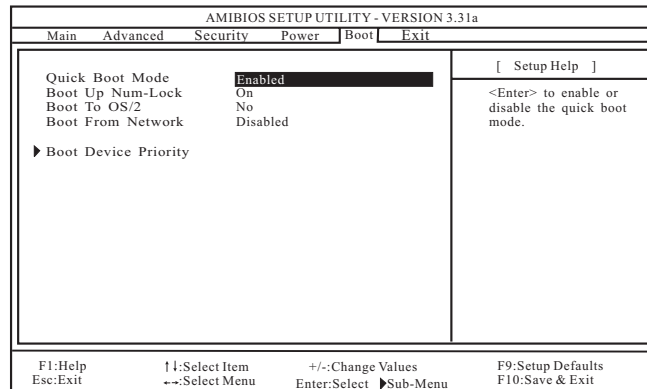 AMIBIOS SETUP UTILITY - VERSION 3.31a
Main Advanced Security Power Boot Exit
Quick Boot Mode Enabled
Boot Up Num-Lock On
Boot To OS/2 No
Boot From Network Disabled
▶ Boot Device Priority
[ Setup Help ]
<Enter> to enable or
disable the quick boot
mode.
F1:Help ↑↓:Select Item +/-:Change Values F9:Setup Defaults
Esc:Exit ←→:Select Menu Enter:Select ▶Sub-Menu F10:Save & Exit